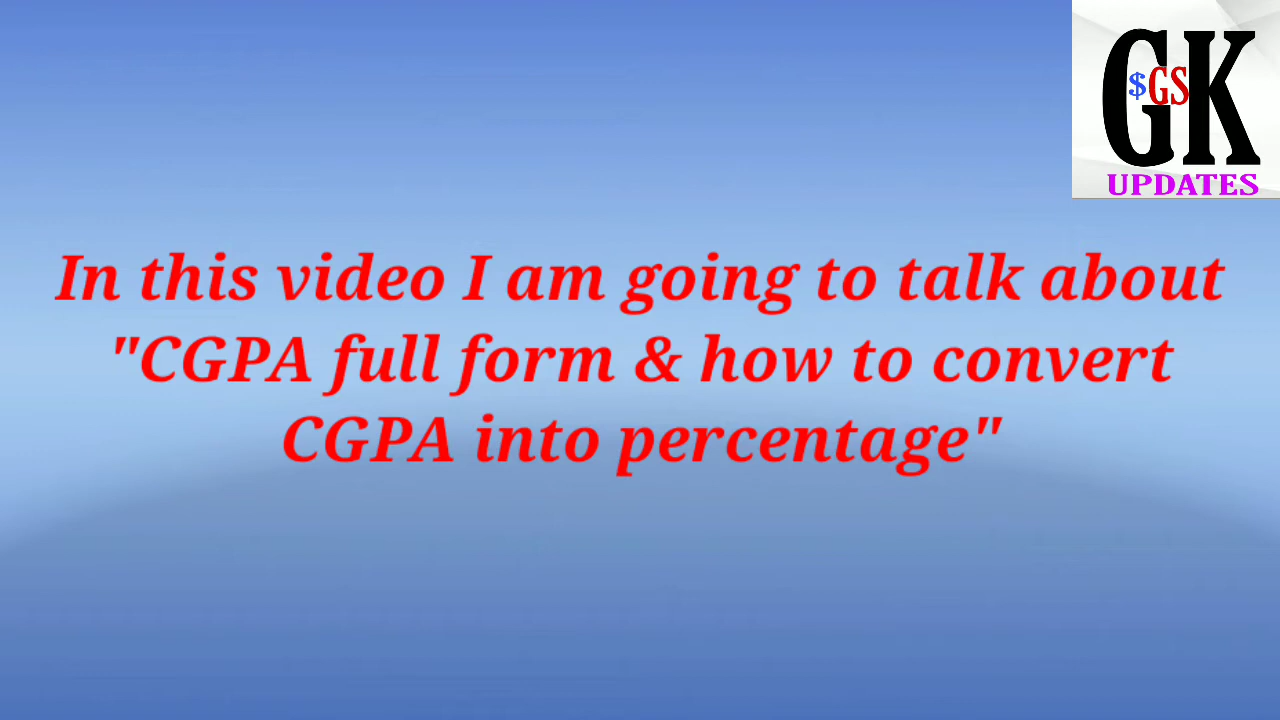 GK
$GS
UPDATES
In this video I am going to talk about
"CGPA full form & how to convert
CGPA into percentage"